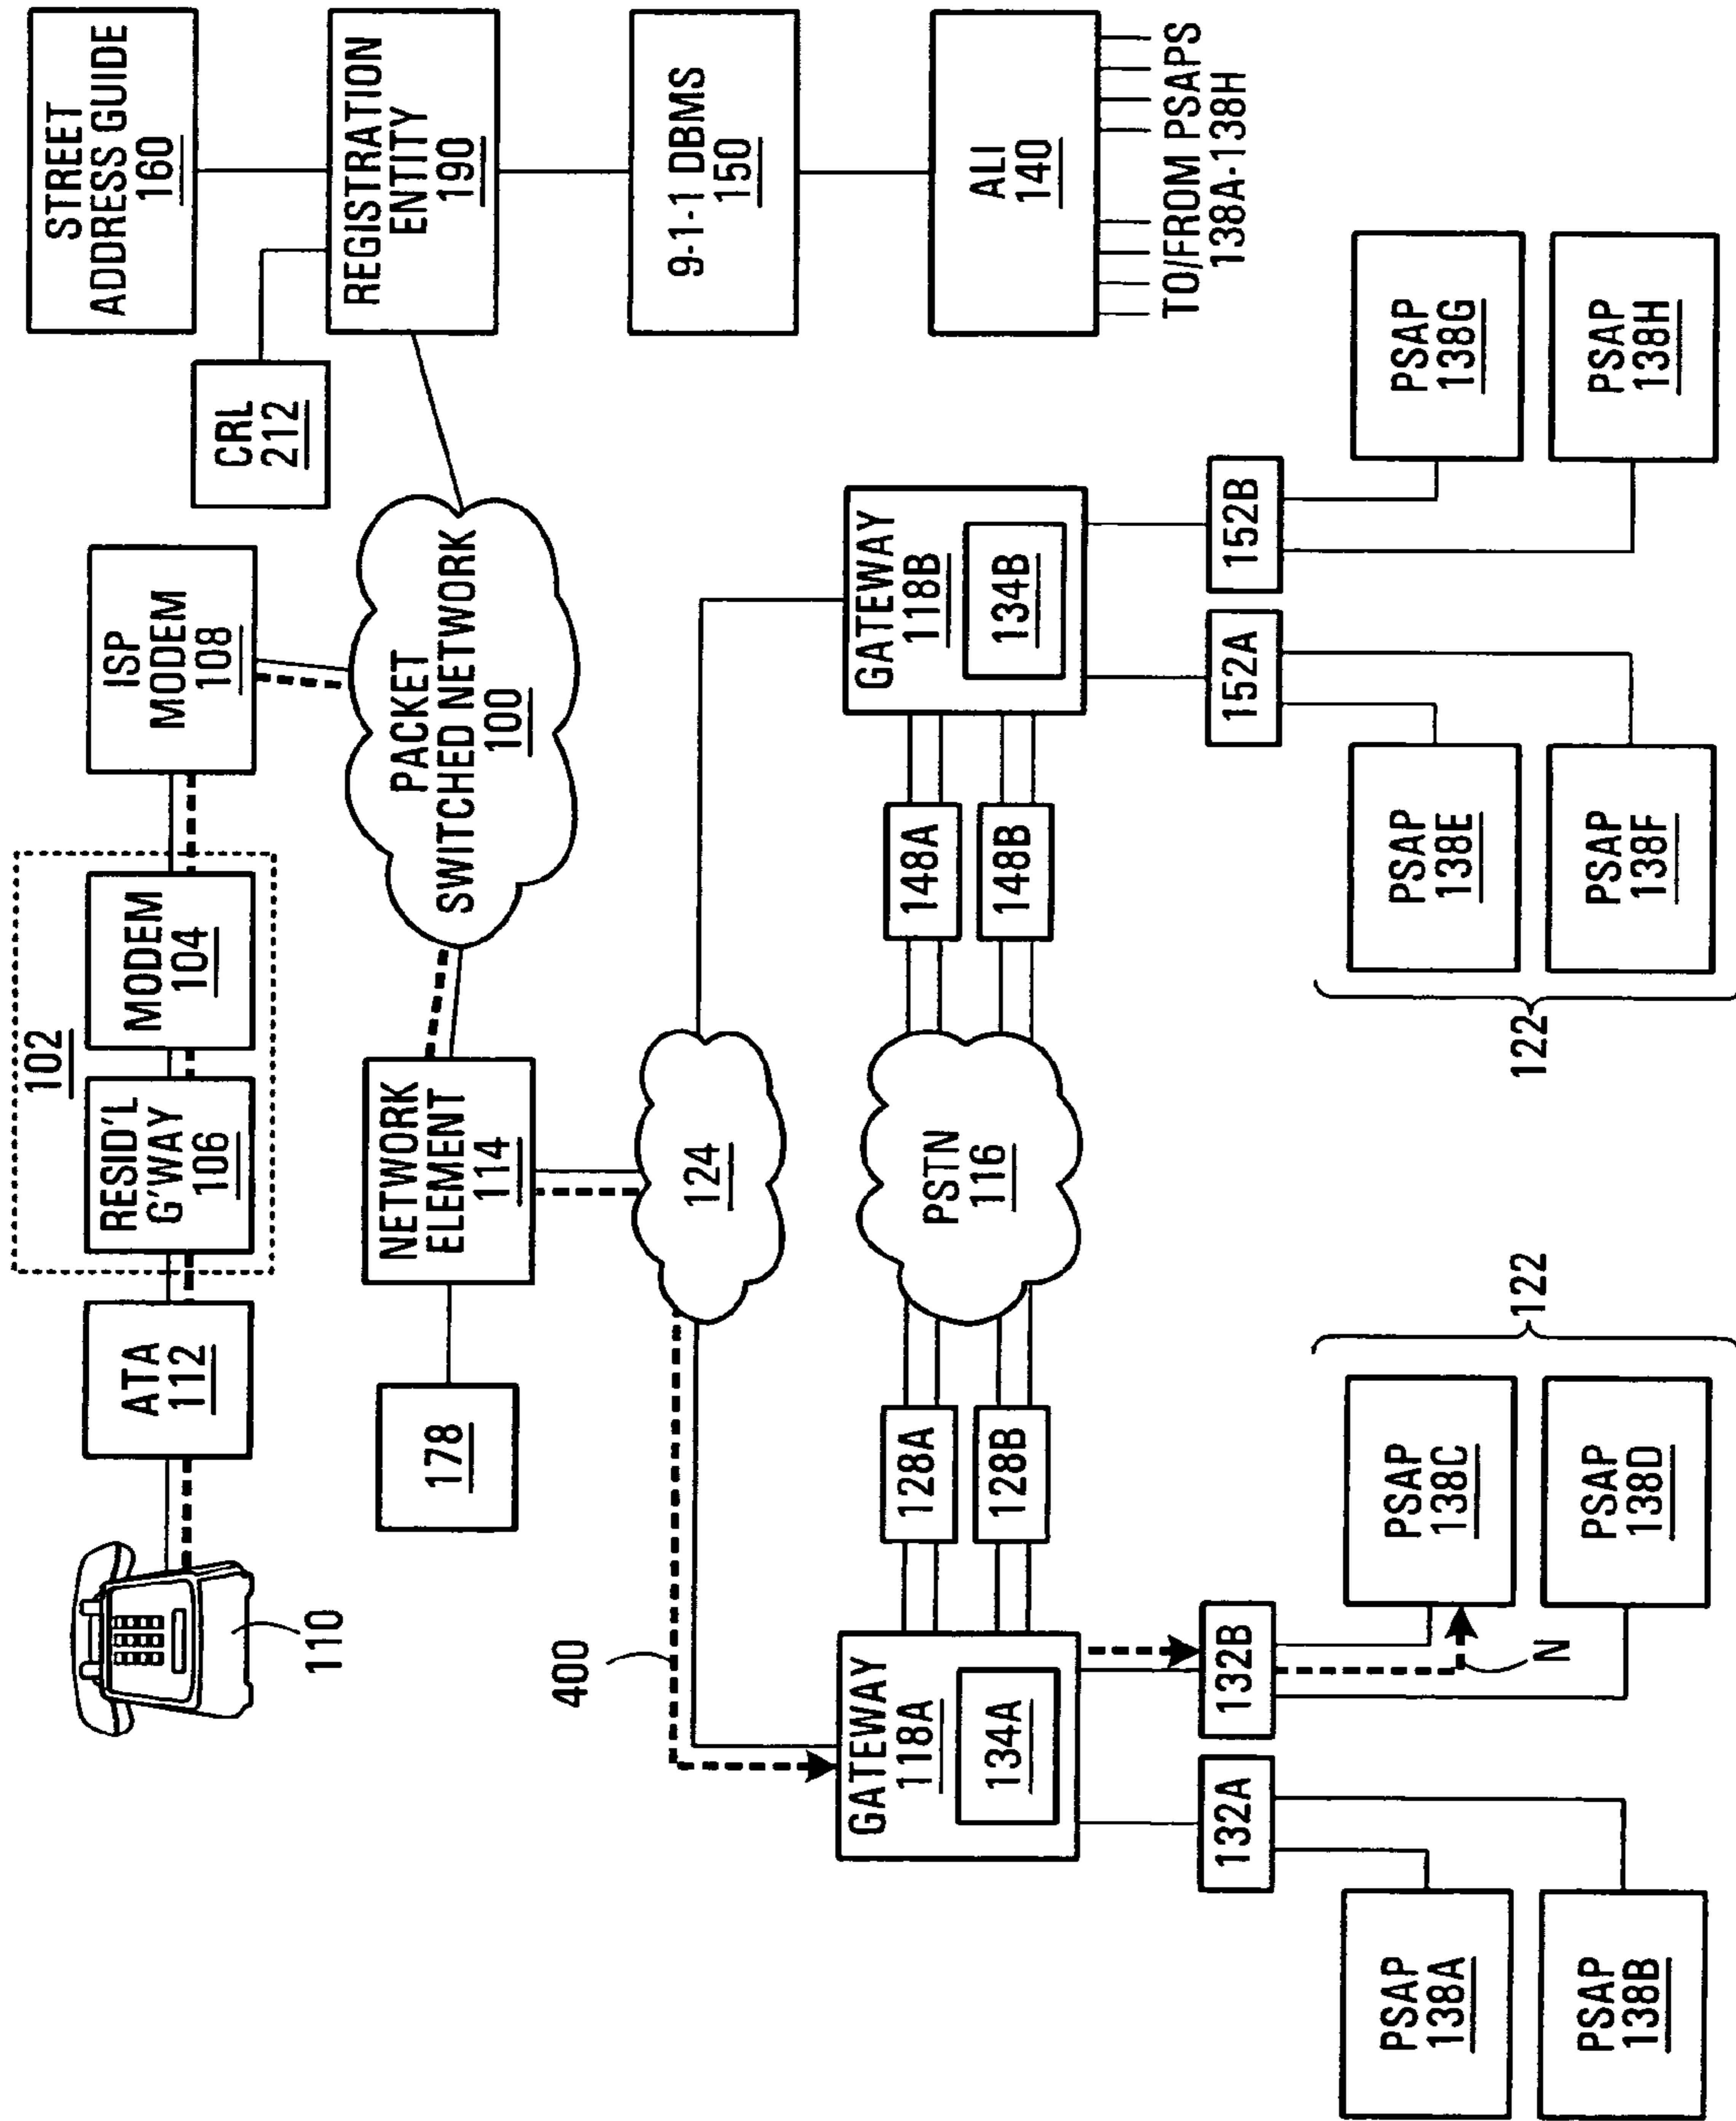 110
ATA
112
102
RESID'L
G'WAY
106
MODEM
104
ISP
MODEM
108
STREET
ADDRESS GUIDE
160
CRL
212
REGISTRATION
ENTITY
190
178
NETWORK
ELEMENT
114
PACKET
SWITCHED NETWORK
100
9-1-1 DBMS
150
400
124
ALI
140
TO/FROM PSAPS
138A-138H
GATEWAY
118A
134A
128A
128B
PSTN
116
148A
148B
GATEWAY
118B
134B
132A
132B
152A
152B
N
PSAP
138A
PSAP
138C
PSAP
138E
PSAP
138G
PSAP
138B
PSAP
138D
PSAP
138F
PSAP
138H
122
122